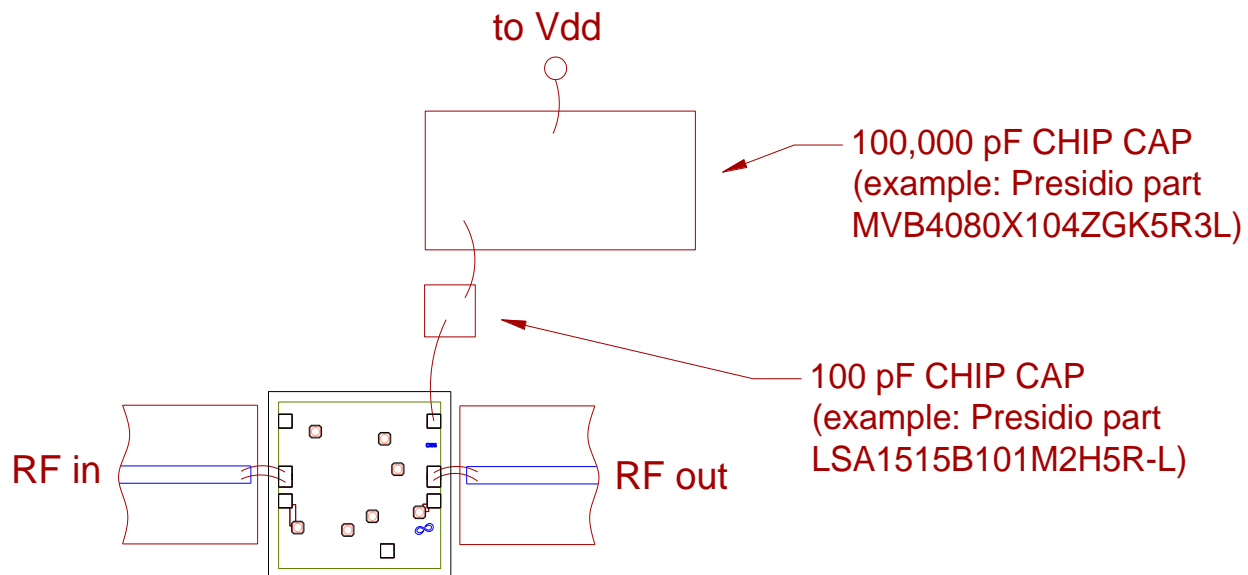 to Vdd
100,000 pF CHIP CAP
(example: Presidio part
MVB4080X104ZGK5R3L)
100 pF CHIP CAP
(example: Presidio part
LSA1515B101M2H5R-L)
RF in
RF out